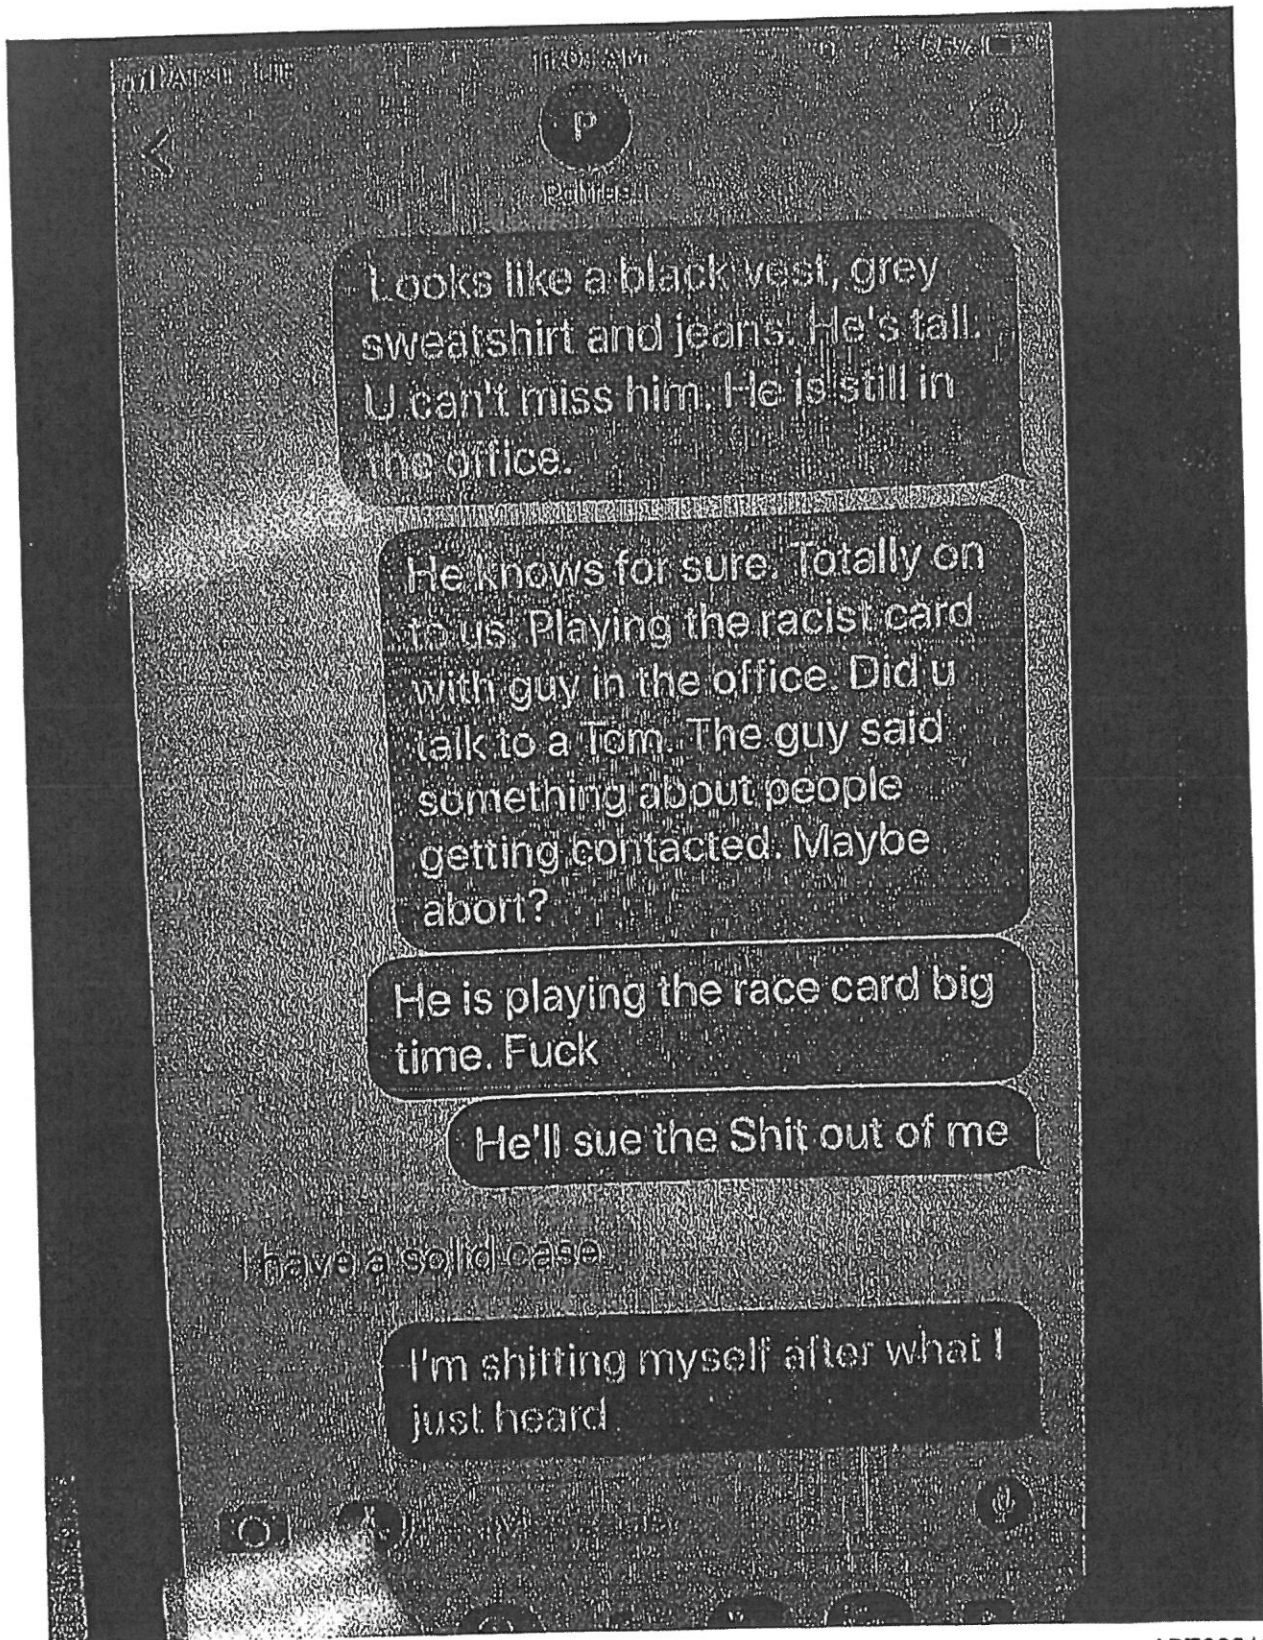 P
Looks like a black vest, grey
sweatshirt and jeans. He's tall.
U can't miss him. He is still in
the office.
He knows for sure. Totally on
to us. Playing the racist card
with guy in the office. Did u
talk to a Tom. The guy said
something about people
getting contacted. Maybe
abort?
He is playing the race card big
time. Fuck
He'll sue the Shit out of me
I have a solid case
I'm shitting myself after what I
just heard